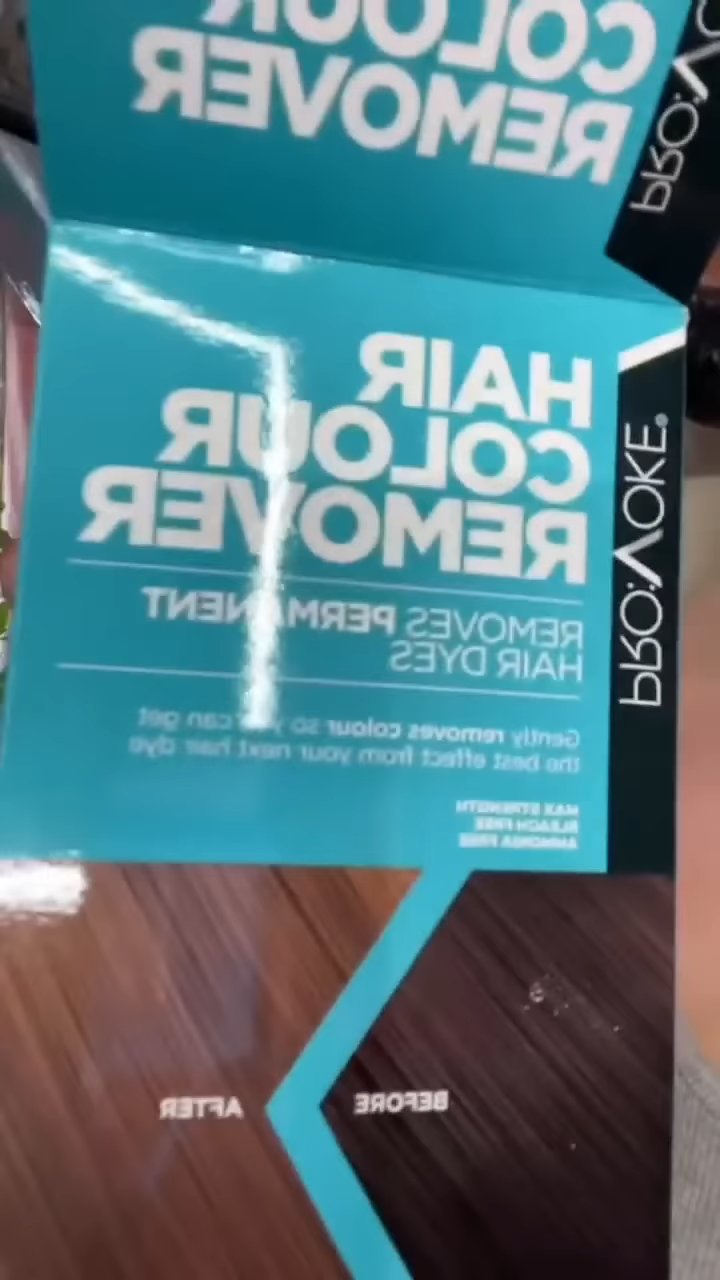 COLOUR
REMOVER
PRO:VO
HAIR
COLOUR
REMOVER
REMOVES PERMANENT
HAIR DYES
Gently removes colour so you can get
the best effect from your next hair dye
MAX STRENGTH
BLEACH FREE
AMMONIA FREE
PRO:VOKE®
BEFORE
AFTER